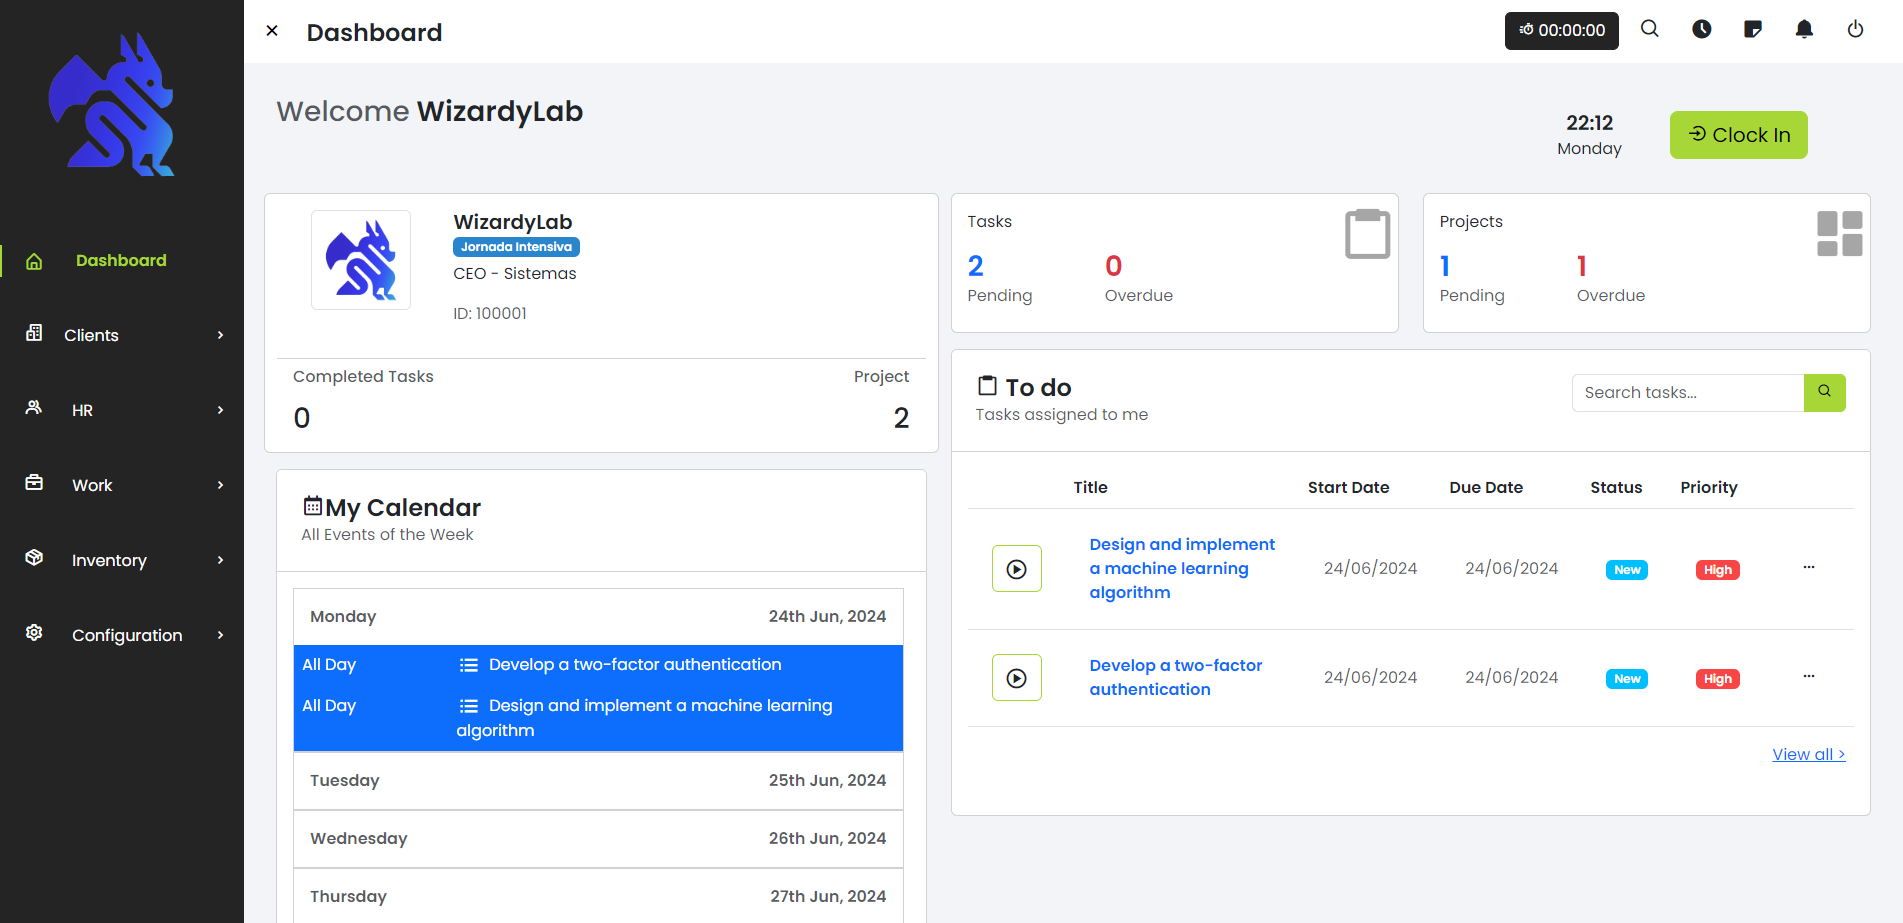 Dashboard
00:00:00
Dashboard
Clients
HR
Work
Inventory
Configuration
Welcome WizardyLab
22:12
Monday
Clock In
WizardyLab
Jornada Intensiva
CEO - Sistemas
ID: 100001
Completed Tasks
Project
0
2
Tasks
2
0
Pending
Overdue
Projects
1
1
Pending
Overdue
My Calendar
All Events of the Week
Monday
24th Jun, 2024
All Day
Develop a two-factor authentication
All Day
Design and implement a machine learning
algorithm
Tuesday
25th Jun, 2024
Wednesday
26th Jun, 2024
Thursday
27th Jun, 2024
To do
Tasks assigned to me
Search tasks...
Title
Start Date
Due Date
Status
Priority
Design and implement
a machine learning
algorithm
24/06/2024
24/06/2024
New
High
...
Develop a two-factor
authentication
24/06/2024
24/06/2024
New
High
...
View all >